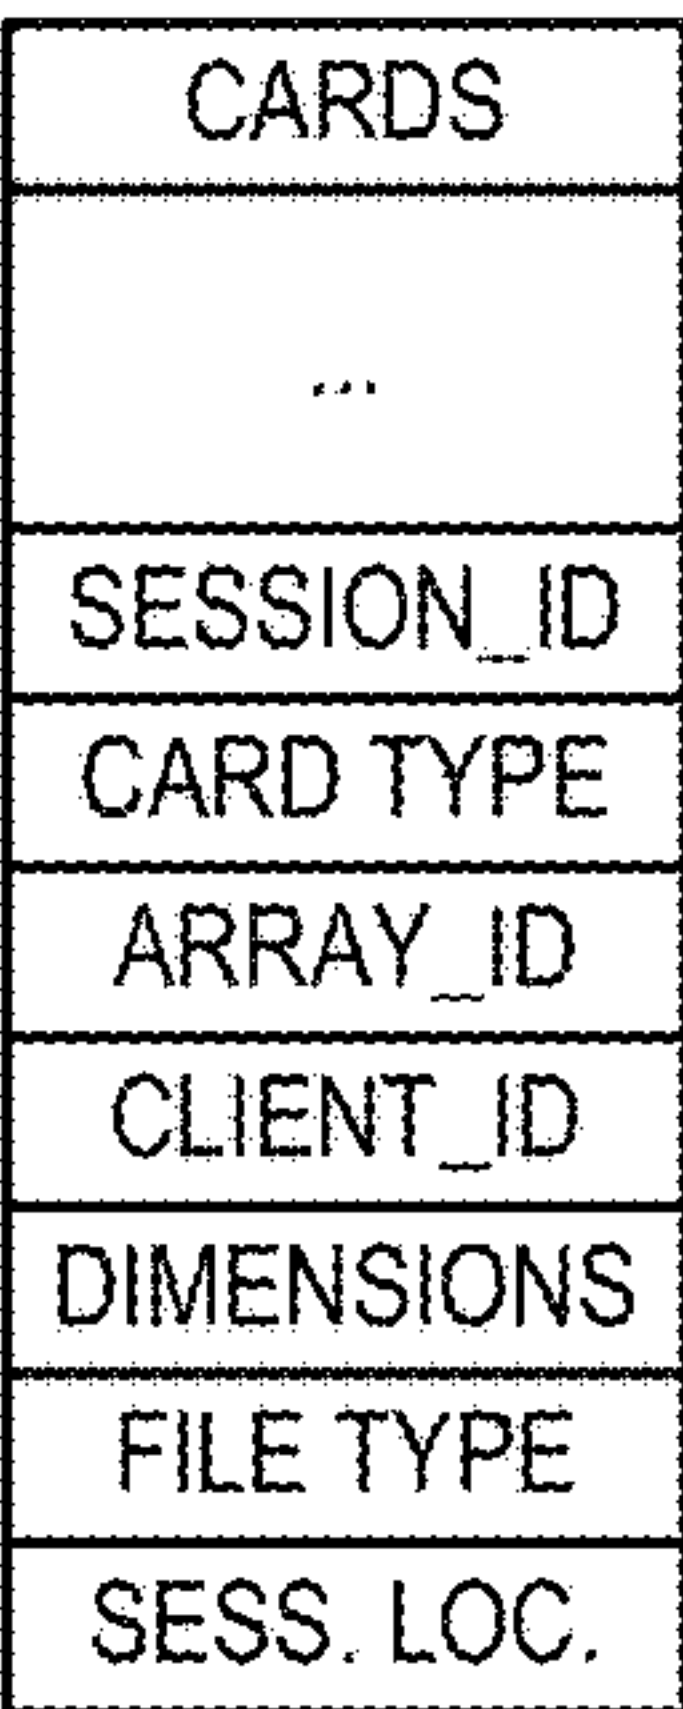 CARDS
...
SESSION_ID
CARD TYPE
ARRAY_ID
CLIENT_ID
DIMENSIONS
FILE TYPE
SESS. LOC.